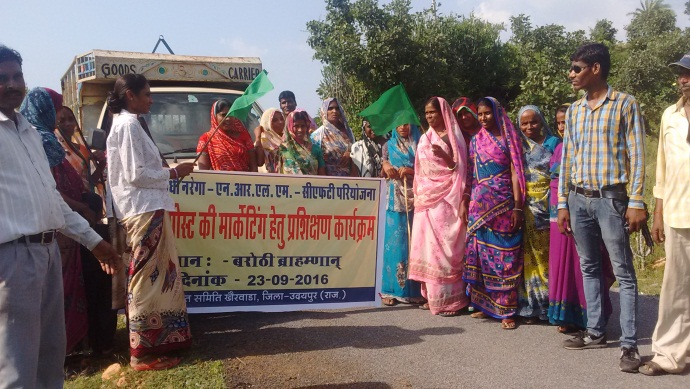 GOODS CARRIER
नरेगा - एन.आर.एल.एम. - सीएफटी परियोजना
की मार्केटिंग हेतु प्रशिक्षण कार्यक्रम
: - बरोठी ब्राह्मणान्
दिनांक - 23-09-2016
समिति खैरवाडा, जिला-उदयपुर (राज.)